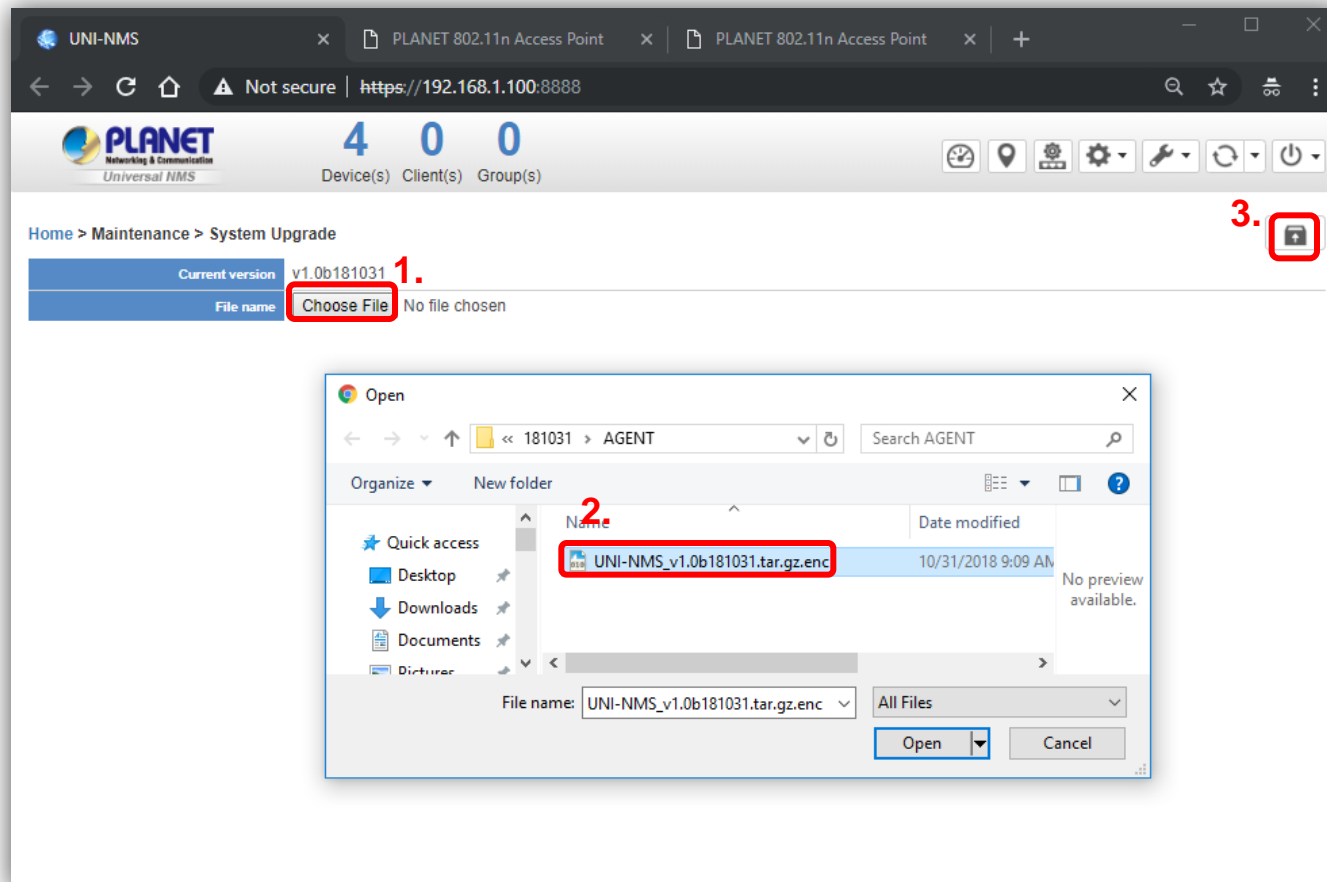 UNI-NMS
PLANET 802.11n Access Point
PLANET 802.11n Access Point
Not secure
https://192.168.1.100:8888
PLANET
Networking & Communication
Universal NMS
4 0 0
Device(s) Client(s) Group(s)
3.
Home > Maintenance > System Upgrade
Current version v1.0b181031
1.
File name Choose File No file chosen
Open
« 181031 > AGENT
Search AGENT
Organize New folder
2.
Name Date modified
Quick access
UNI-NMS_v1.0b181031.tar.gz.enc 10/31/2018 9:09 AM
Desktop
No preview
available.
Downloads
Documents
Pictures
File name: UNI-NMS_v1.0b181031.tar.gz.enc All Files
Open Cancel